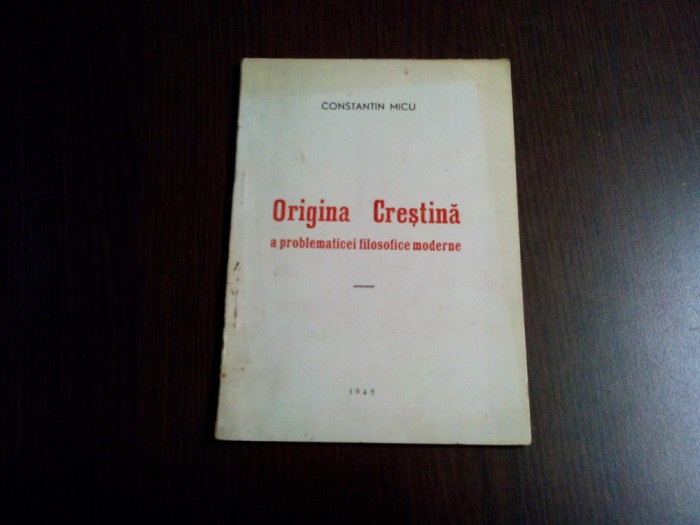 CONSTANTIN MICU
Origina Creștină
a problematicei filosofice moderne
1945